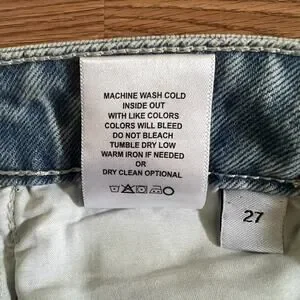 MACHINE WASH COLD
INSIDE OUT
WITH LIKE COLORS
COLORS WILL BLEED
DO NOT BLEACH
TUMBLE DRY LOW
WARM IRON IF NEEDED
OR
DRY CLEAN OPTIONAL
27